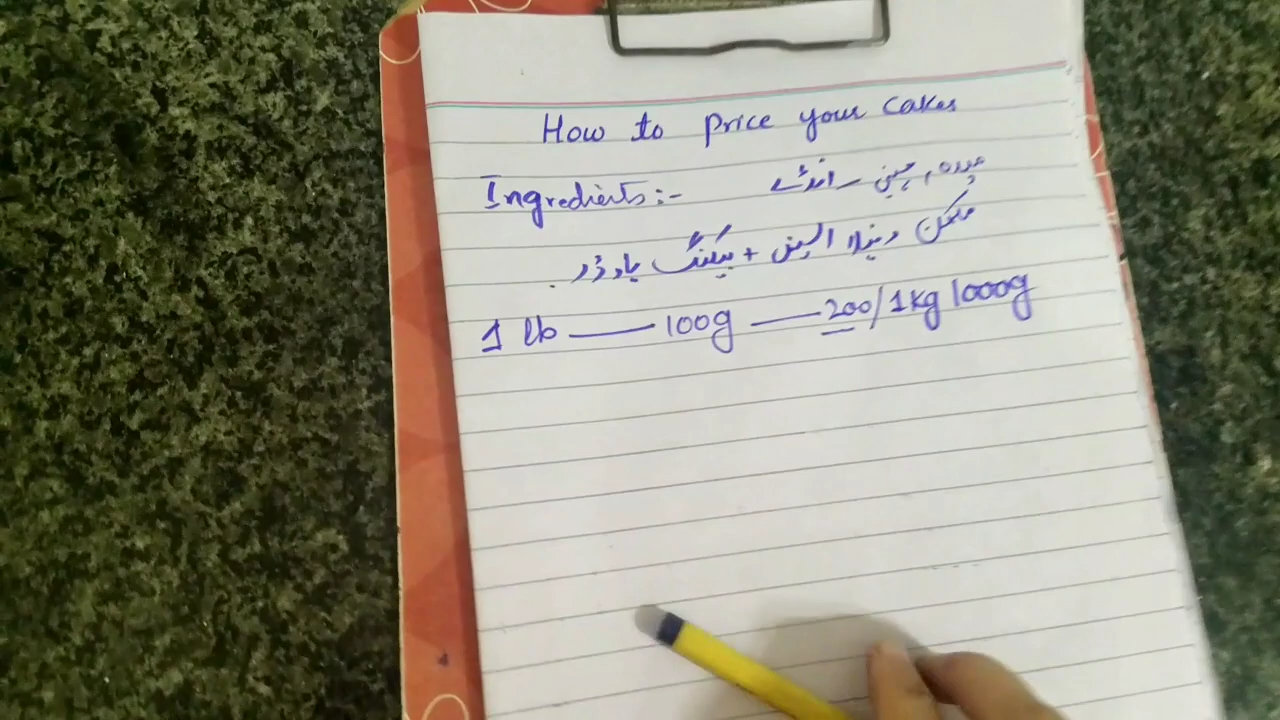 How to price your cakes
Ingredients:- میدہ، چینی - انڈے
مکھن ونیلا ایسنس + بیکنگ پاوڈر.
1 lb — 100g — 200/1kg 1000g